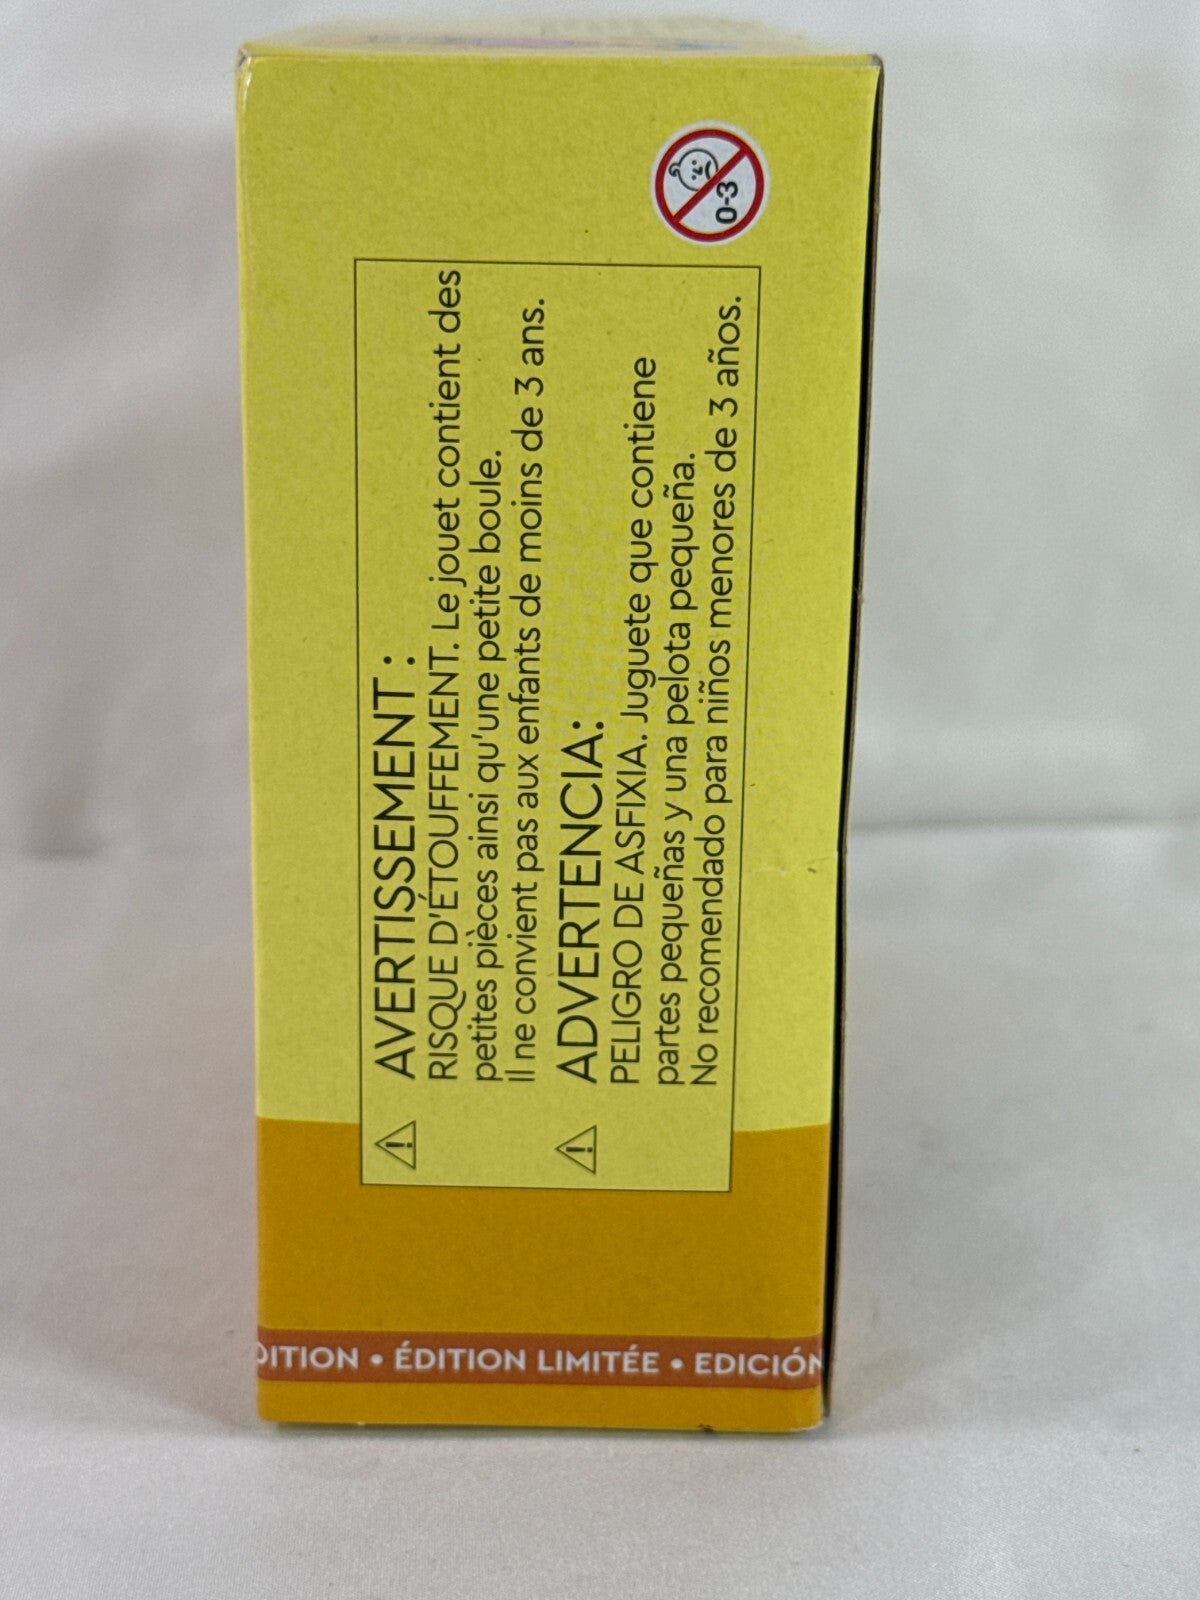 0-3
AVERTISSEMENT :
RISQUE D'ÉTOUFFEMENT. Le jouet contient des
petites pièces ainsi qu'une petite boule.
Il ne convient pas aux enfants de moins de 3 ans.
ADVERTENCIA:
PELIGRO DE ASFIXIA. Juguete que contiene
partes pequeñas y una pelota pequeña.
No recomendado para niños menores de 3 años.
DITION • ÉDITION LIMITÉE • EDICIÓN